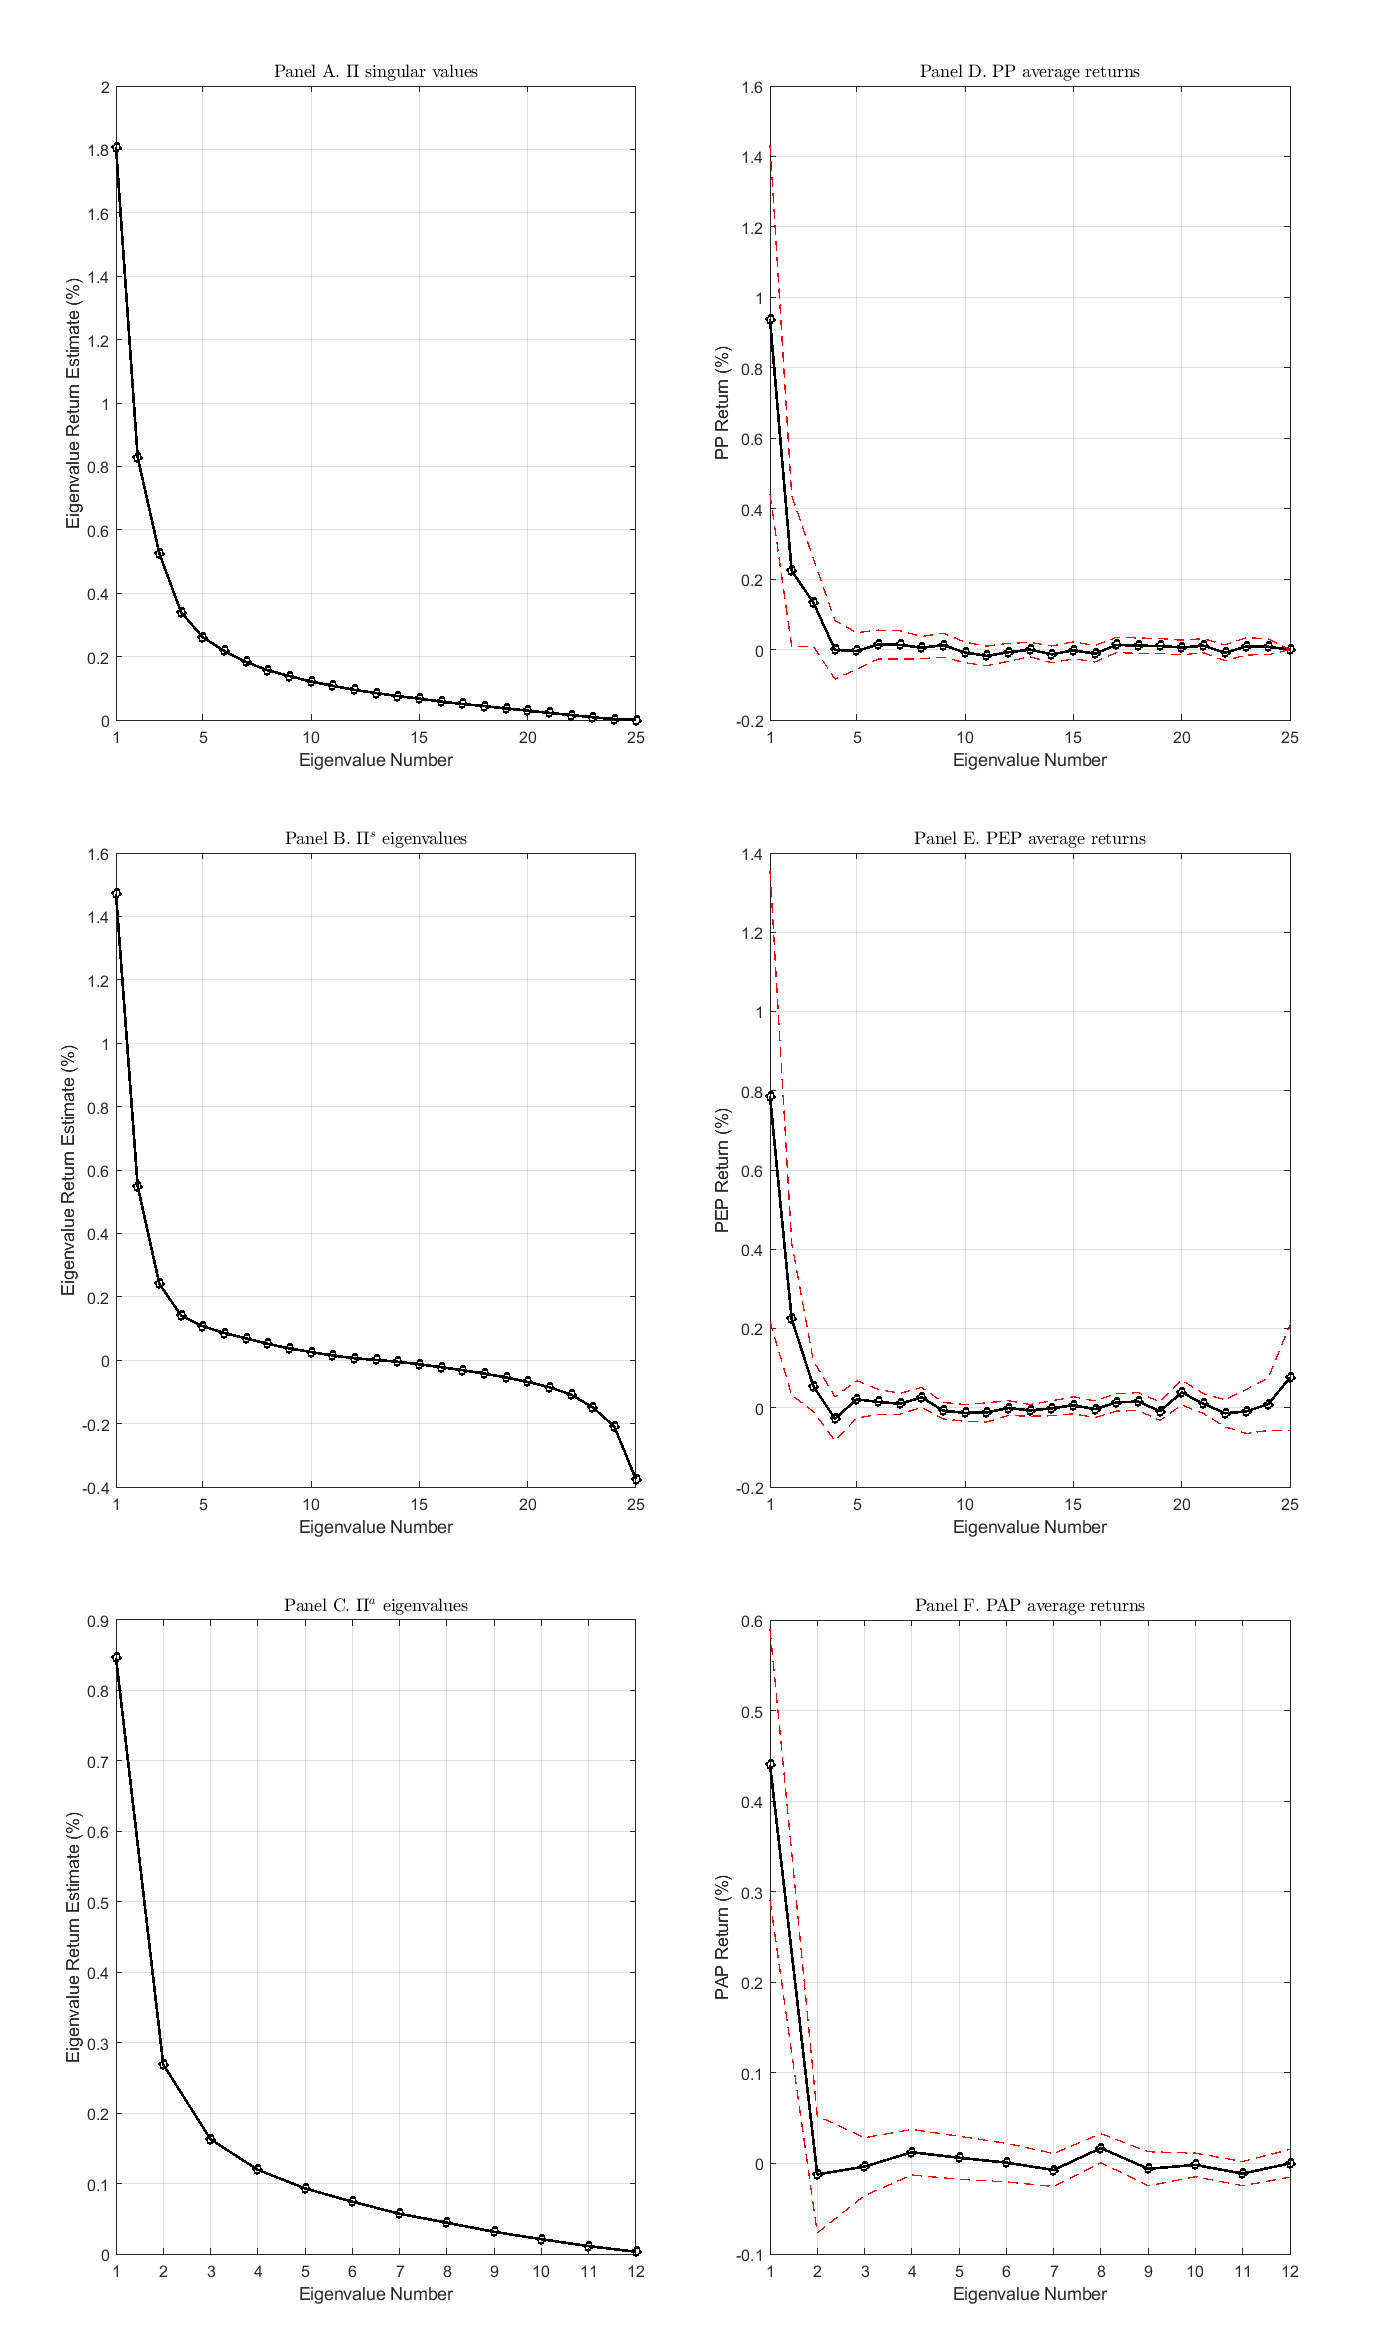 Panel A. Π singular values
2
1.8
1.6
1.4
1.2
1
0.8
0.6
0.4
0.2
0
Eigenvalue Return Estimate (%)
1 5 10 15 20 25
Eigenvalue Number
Panel D. PP average returns
1.6
1.4
1.2
1
0.8
0.6
0.4
0.2
0
-0.2
PP Return (%)
1 5 10 15 20 25
Eigenvalue Number
Panel B. Πˢ eigenvalues
1.6
1.4
1.2
1
0.8
0.6
0.4
0.2
0
-0.2
-0.4
Eigenvalue Return Estimate (%)
1 5 10 15 20 25
Eigenvalue Number
Panel E. PEP average returns
1.4
1.2
1
0.8
0.6
0.4
0.2
0
-0.2
PEP Return (%)
1 5 10 15 20 25
Eigenvalue Number
Panel C. Πᵃ eigenvalues
0.9
0.8
0.7
0.6
0.5
0.4
0.3
0.2
0.1
0
Eigenvalue Return Estimate (%)
1 2 3 4 5 6 7 8 9 10 11 12
Eigenvalue Number
Panel F. PAP average returns
0.6
0.5
0.4
0.3
0.2
0.1
0
-0.1
PAP Return (%)
1 2 3 4 5 6 7 8 9 10 11 12
Eigenvalue Number